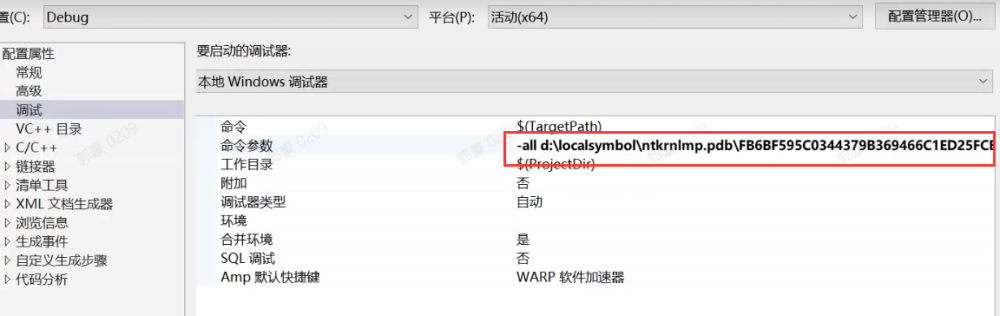 置(C): Debug 平台(P): 活动(x64) 配置管理器(O)...
配置属性
常规
高级
调试
VC++ 目录
C/C++
链接器
清单工具
XML 文档生成器
浏览信息
生成事件
自定义生成步骤
代码分析
要启动的调试器:
本地 Windows 调试器
命令 $(TargetPath)
命令参数 -all d:\localsymbol\ntkrnlmp.pdb\FB6BF595C0344379B369466C1ED25FCE
工作目录 $(ProjectDir)
附加 否
调试器类型 自动
环境
合并环境 是
SQL 调试 否
Amp 默认快捷键 WARP 软件加速器